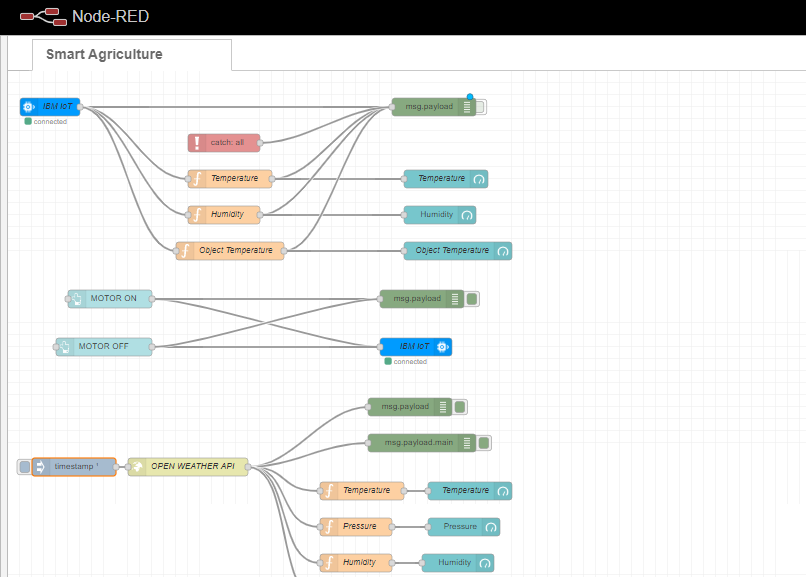 Node-RED
Smart Agriculture
IBM IoT
msg.payload
connected
catch: all
Temperature
Temperature
Humidity
Humidity
Object Temperature
Object Temperature
MOTOR ON
msg.payload
MOTOR OFF
IBM IoT
connected
msg.payload
msg.payload.main
timestamp ¹
OPEN WEATHER API
Temperature
Temperature
Pressure
Pressure
Humidity
Humidity